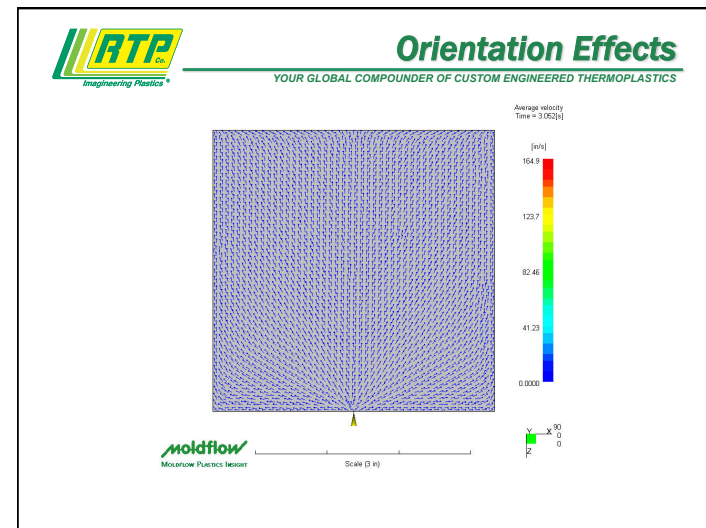 RTP
Co.
Imagineering Plastics®
Orientation Effects
YOUR GLOBAL COMPOUNDER OF CUSTOM ENGINEERED THERMOPLASTICS
Average velocity
Time = 3.052[s]
[in/s]
164.9
123.7
82.46
41.23
0.0000
moldflow
MOLDFLOW PLASTICS INSIGHT
Scale (3 in)
Y X 90
0
Z 0